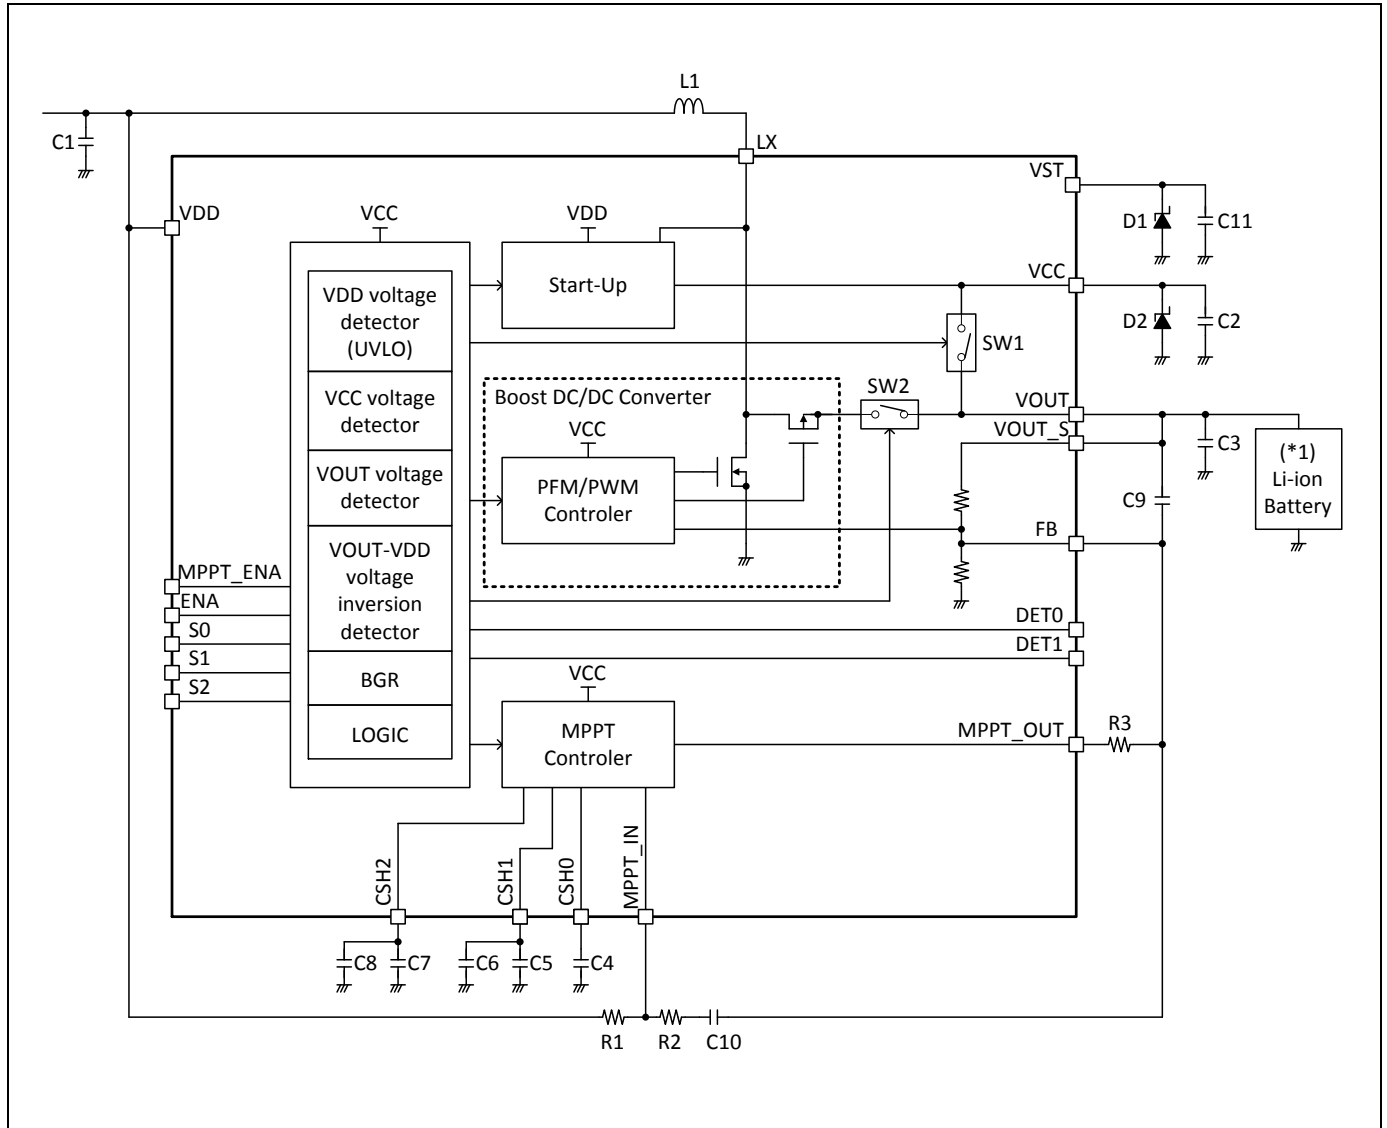 L1
C1
LX
VST
VDD
VCC
VDD
D1
C11
VCC
VDD voltage
detector
(UVLO)
Start-Up
D2
C2
SW1
VCC voltage
detector
Boost DC/DC Converter
SW2
VOUT
VCC
VOUT_S
C3
(*1)
Li-ion
Battery
VOUT voltage
detector
PFM/PWM
Controler
C9
FB
VOUT-VDD
voltage
inversion
detector
MPPT_ENA
ENA
S0
S1
S2
DET0
DET1
BGR
VCC
LOGIC
MPPT
Controler
MPPT_OUT
R3
CSH2
CSH1
CSH0
MPPT_IN
C8
C7
C6
C5
C4
R1
R2
C10